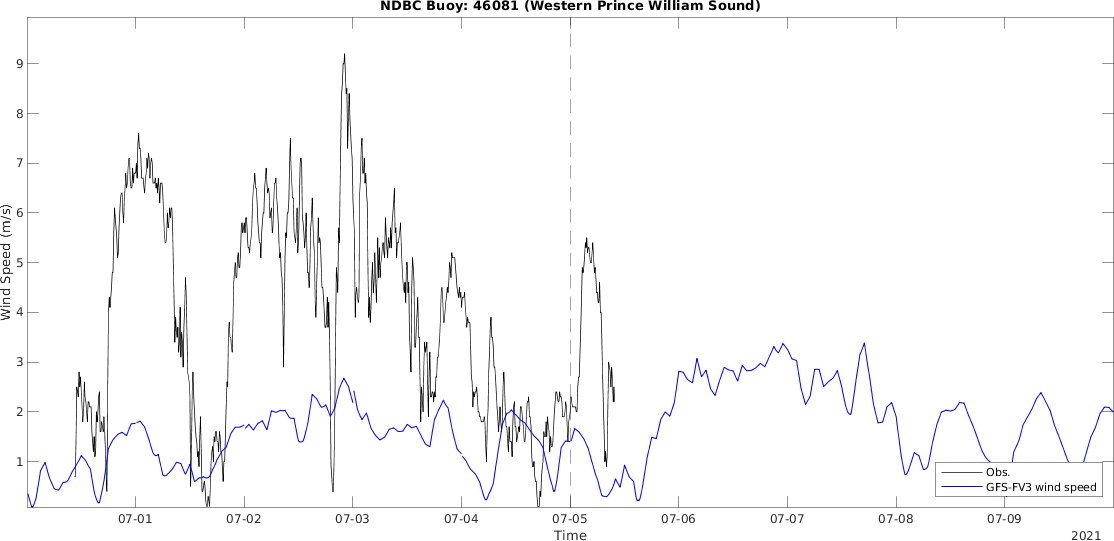 NDBC Buoy: 46081 (Western Prince William Sound)
9
8
7
6
5
4
3
2
1
Wind Speed (m/s)
07-01 07-02 07-03 07-04 07-05 07-06 07-07 07-08 07-09
Time
2021
Obs.
GFS-FV3 wind speed